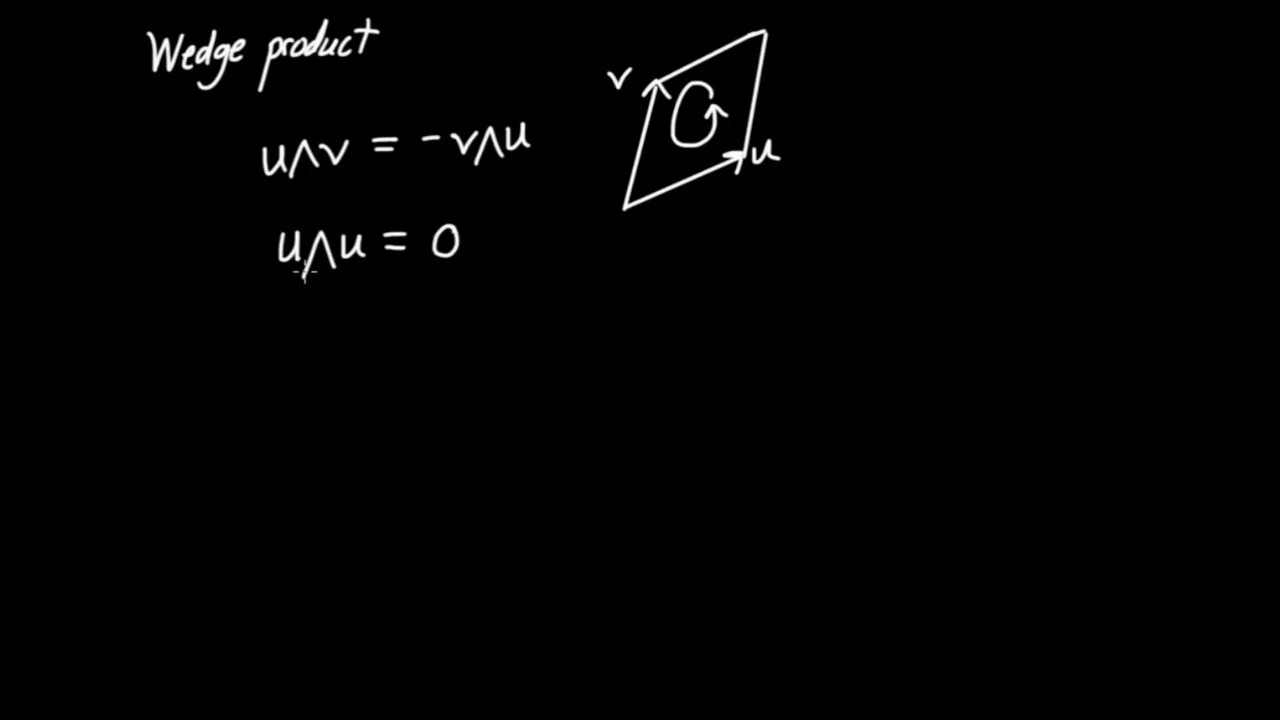 Wedge product
u∧v = -v∧u
u∧u = 0
v
u